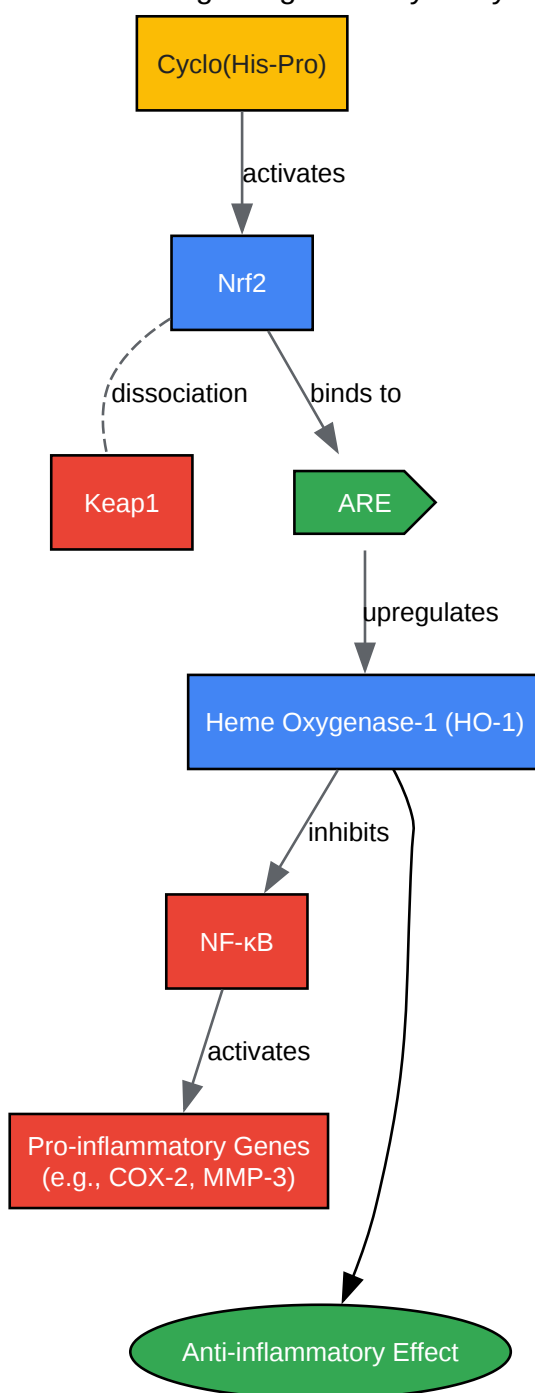 Cyclo(His-Pro)
activates
Nrf2
dissociation
binds to
Keap1
ARE
upregulates
Heme Oxygenase-1 (HO-1)
inhibits
NF-κB
activates
Pro-inflammatory Genes
(e.g., COX-2, MMP-3)
Anti-inflammatory Effect